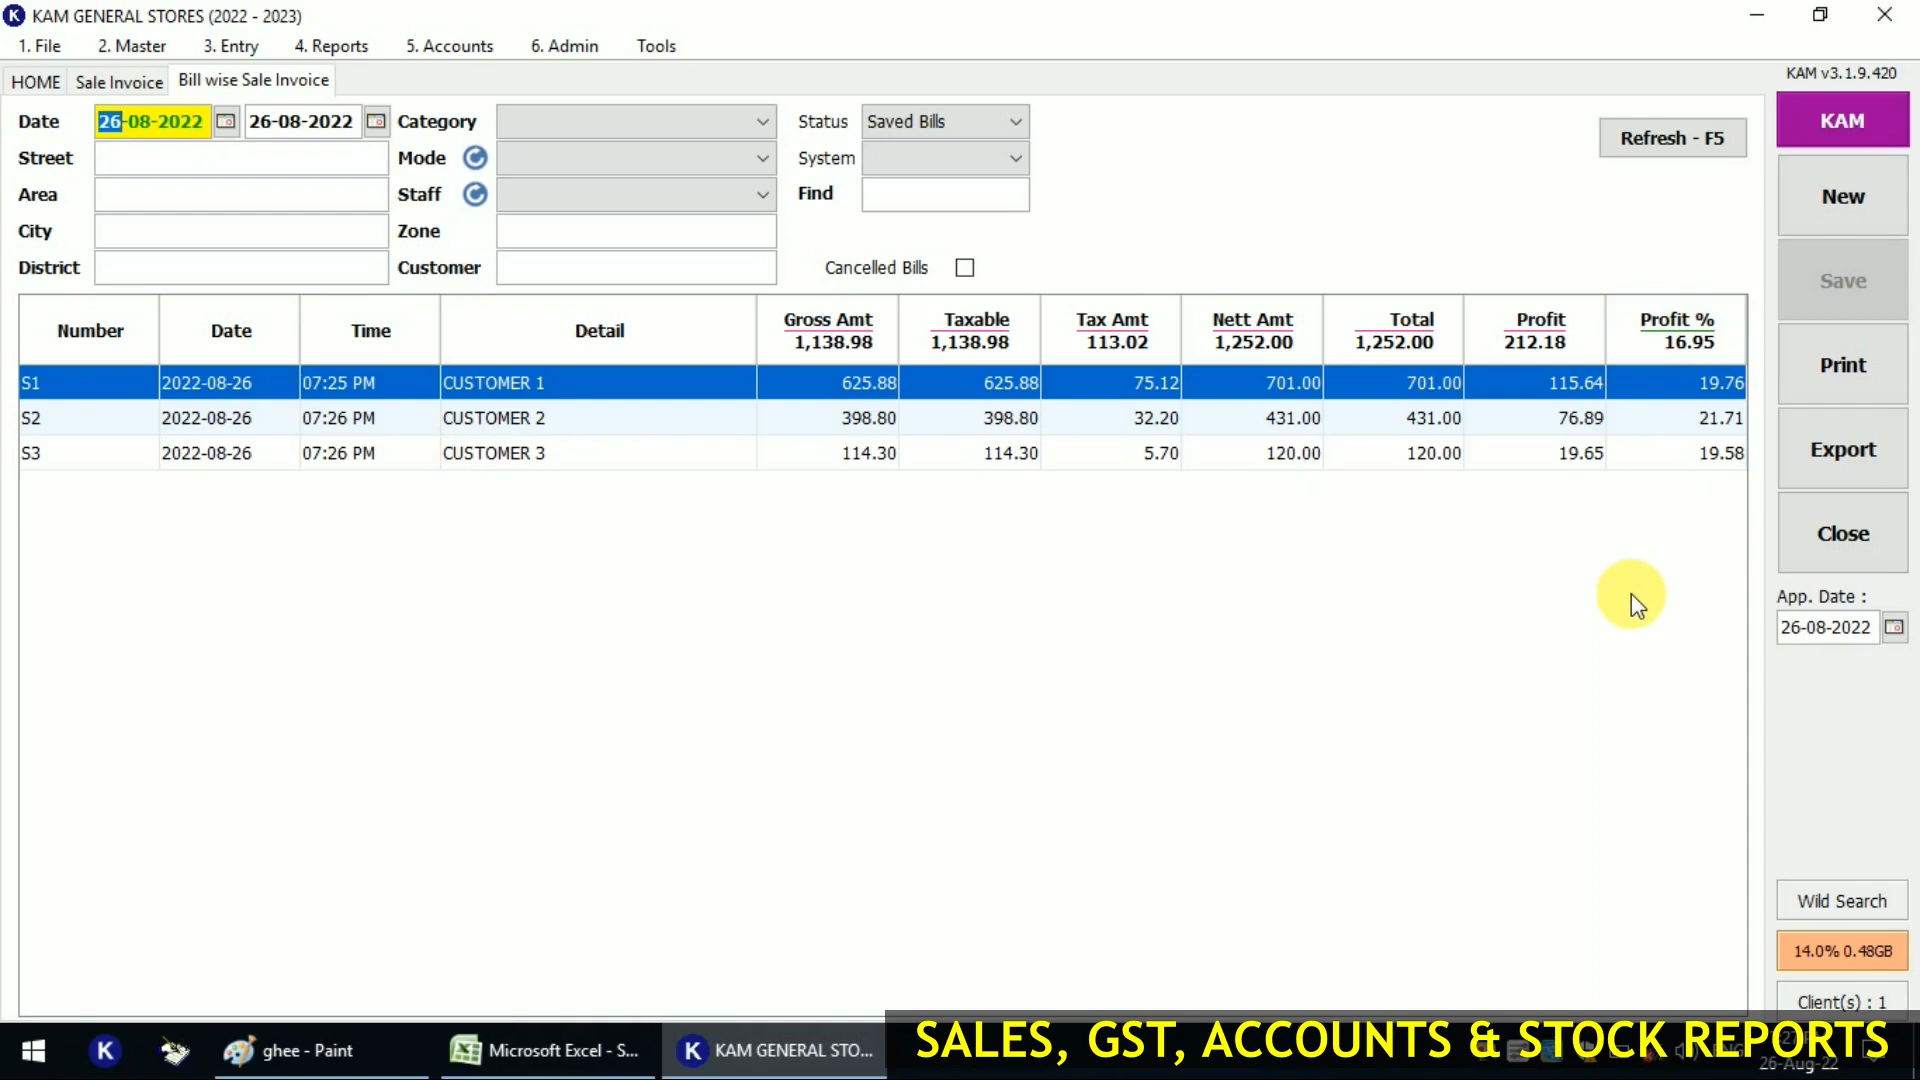 KAM GENERAL STORES (2022 - 2023)
1. File 2. Master 3. Entry 4. Reports 5. Accounts 6. Admin Tools
HOME Sale Invoice Bill wise Sale Invoice
KAM v3.1.9.420
Date 26-08-2022 26-08-2022 Category Status Saved Bills
Refresh - F5
KAM
Street Mode System
Area Staff Find
New
City Zone
District Customer Cancelled Bills
Save
Number Date Time Detail Gross Amt Taxable Tax Amt Nett Amt Total Profit Profit %
1,138.98 1,138.98 113.02 1,252.00 1,252.00 212.18 16.95
Print
S1 2022-08-26 07:25 PM CUSTOMER 1 625.88 625.88 75.12 701.00 701.00 115.64 19.76
S2 2022-08-26 07:26 PM CUSTOMER 2 398.80 398.80 32.20 431.00 431.00 76.89 21.71
S3 2022-08-26 07:26 PM CUSTOMER 3 114.30 114.30 5.70 120.00 120.00 19.65 19.58
Export
Close
App. Date :
26-08-2022
Wild Search
14.0% 0.48GB
Client(s) : 1
K ghee - Paint Microsoft Excel - S... KAM GENERAL STO...
SALES, GST, ACCOUNTS & STOCK REPORTS
26-Aug-22